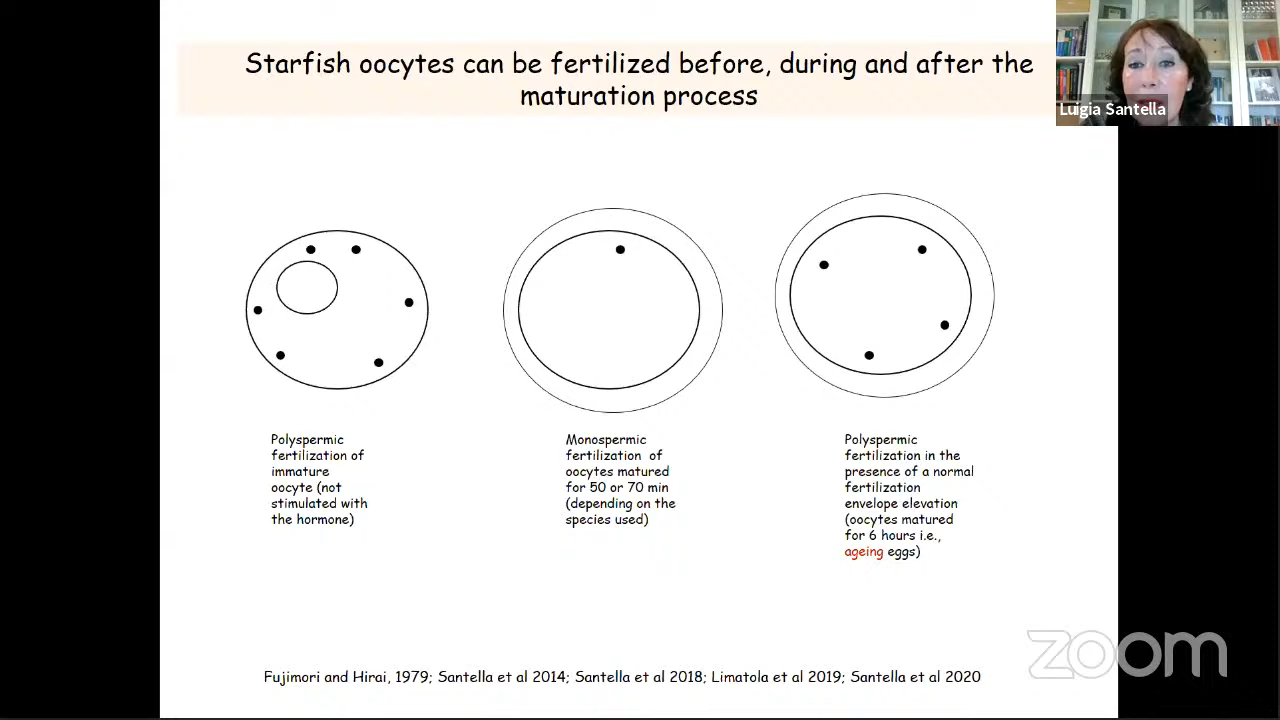 Starfish oocytes can be fertilized before, during and after the
maturation process
Luigia Santella
Polyspermic
fertilization of
immature
oocyte (not
stimulated with
the hormone)
Monospermic
fertilization of
oocytes matured
for 50 or 70 min
(depending on the
species used)
Polyspermic
fertilization in the
presence of a normal
fertilization
envelope elevation
(oocytes matured
for 6 hours i.e.,
ageing eggs)
Fujimori and Hirai, 1979; Santella et al 2014; Santella et al 2018; Limatola et al 2019; Santella et al 2020
zoom